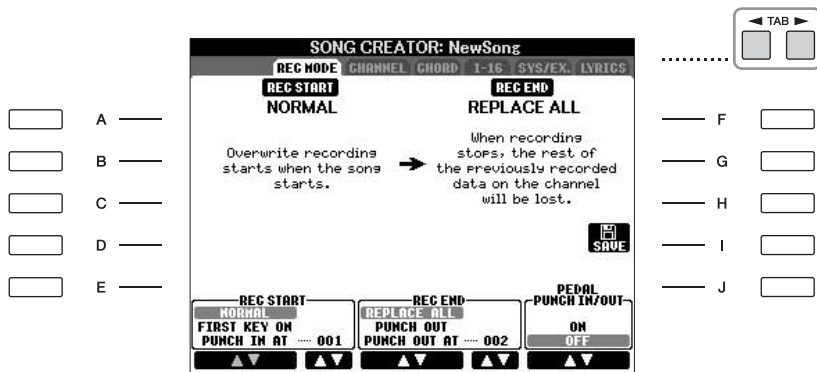 ◄ TAB ►
SONG CREATOR: NewSong
REC MODE CHANNEL CHORD 1-16 SYS/EX. LYRICS
REC START
NORMAL
REC END
REPLACE ALL
Overwrite recording
starts when the song
starts.
When recording
stops, the rest of
the previously recorded
data on the channel
will be lost.
SAVE
A
B
C
D
E
F
G
H
I
J
REC START
NORMAL
FIRST KEY ON
PUNCH IN AT ···· 001
REC END
REPLACE ALL
PUNCH OUT
PUNCH OUT AT ···· 002
PEDAL
PUNCH IN/OUT
ON
OFF